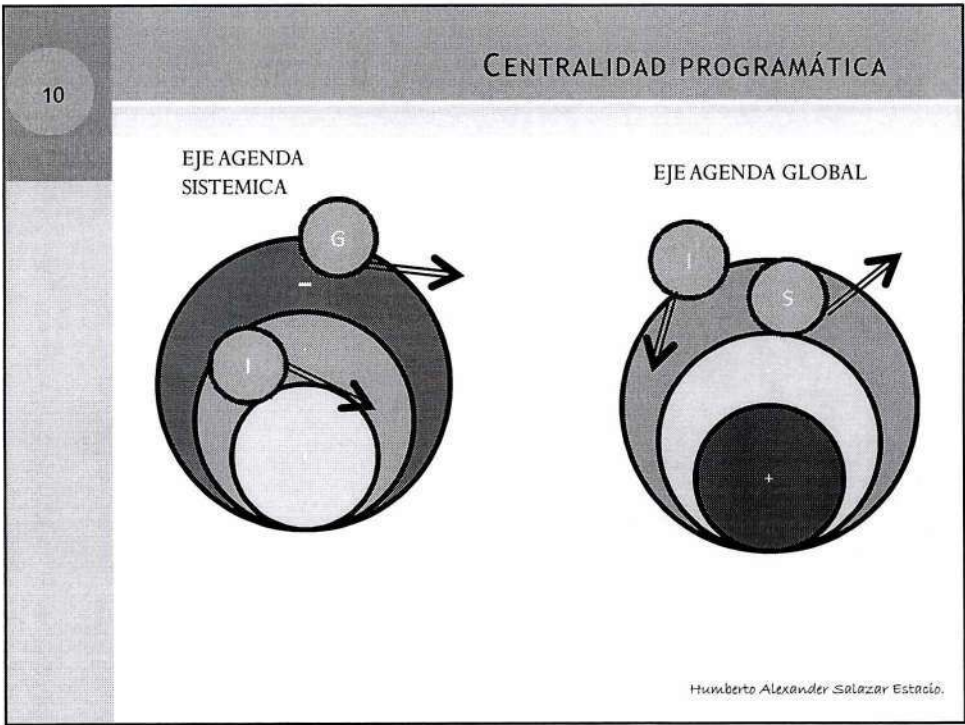 10
CENTRALIDAD PROGRAMÁTICA
EJE AGENDA
SISTEMICA
EJE AGENDA GLOBAL
G
–
I
I
S
+
Humberto Alexander Salazar Estacio.